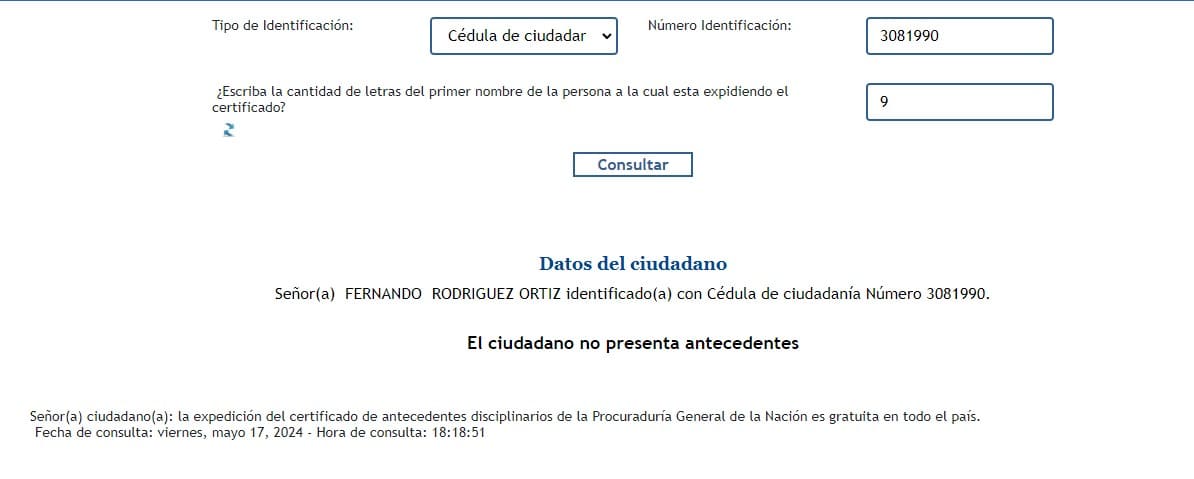 Tipo de Identificación: Cédula de ciudadar Número Identificación: 3081990
¿Escriba la cantidad de letras del primer nombre de la persona a la cual esta expidiendo el
certificado?
9
Consultar
Datos del ciudadano
Señor(a) FERNANDO RODRIGUEZ ORTIZ identificado(a) con Cédula de ciudadanía Número 3081990.
El ciudadano no presenta antecedentes
Señor(a) ciudadano(a): la expedición del certificado de antecedentes disciplinarios de la Procuraduría General de la Nación es gratuita en todo el país.
Fecha de consulta: viernes, mayo 17, 2024 - Hora de consulta: 18:18:51